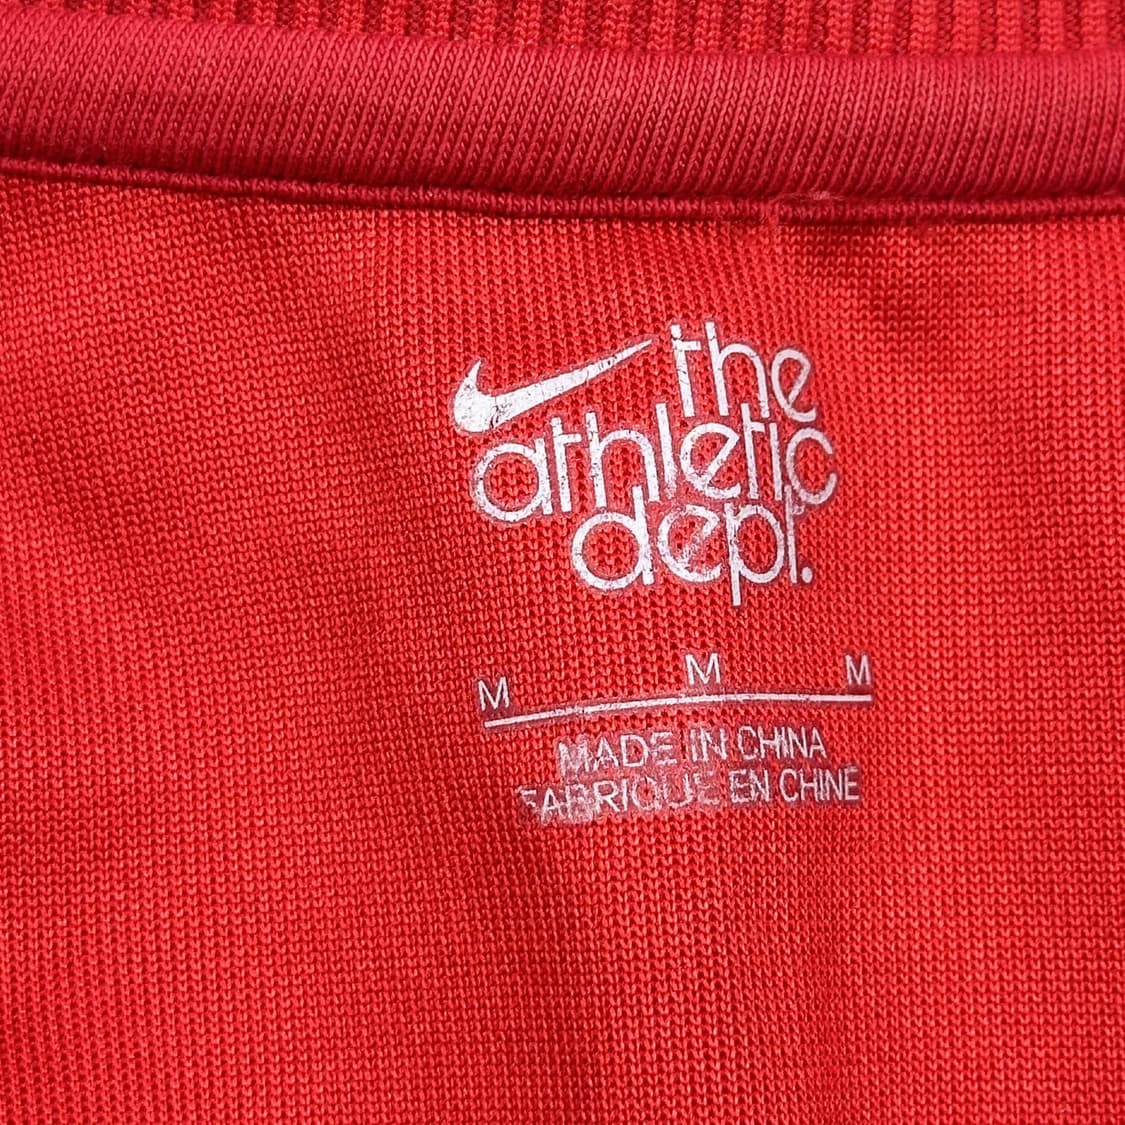 the
athletic
dept.
M M M
MADE IN CHINA
FABRIQUE EN CHINE